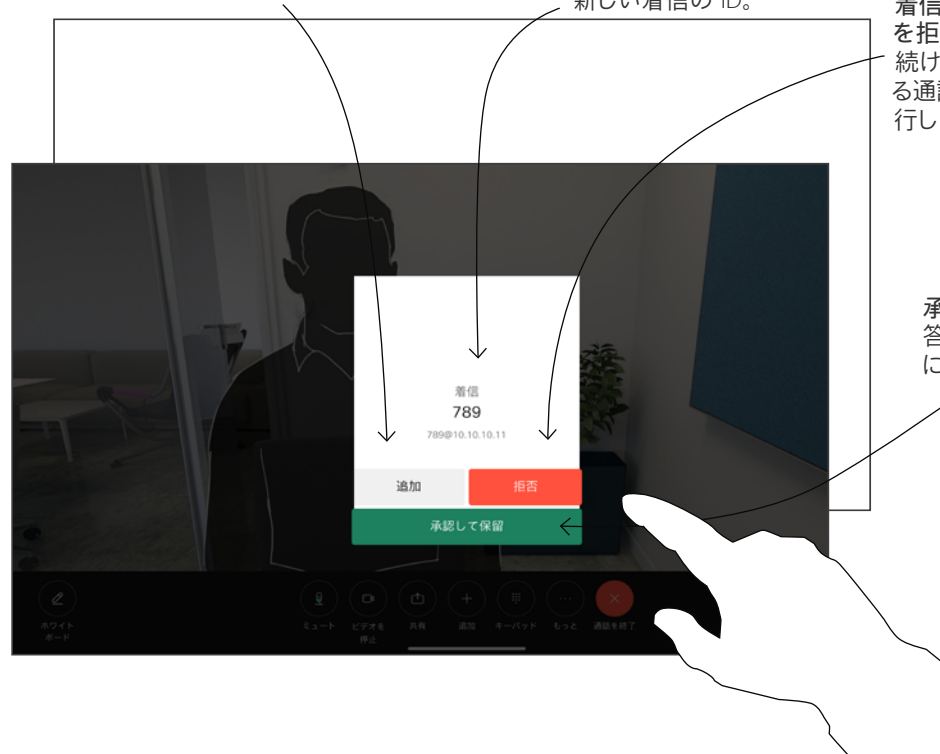 新しい着信の ID。
着信
を拒
続け
る通
行し
承
答
に
着信
789
789@10.10.10.11
追加
拒否
承認して保留
ホワイト
ボード
ミュート
ビデオを
停止
共有
追加
キーパッド
もっと
通話を終了